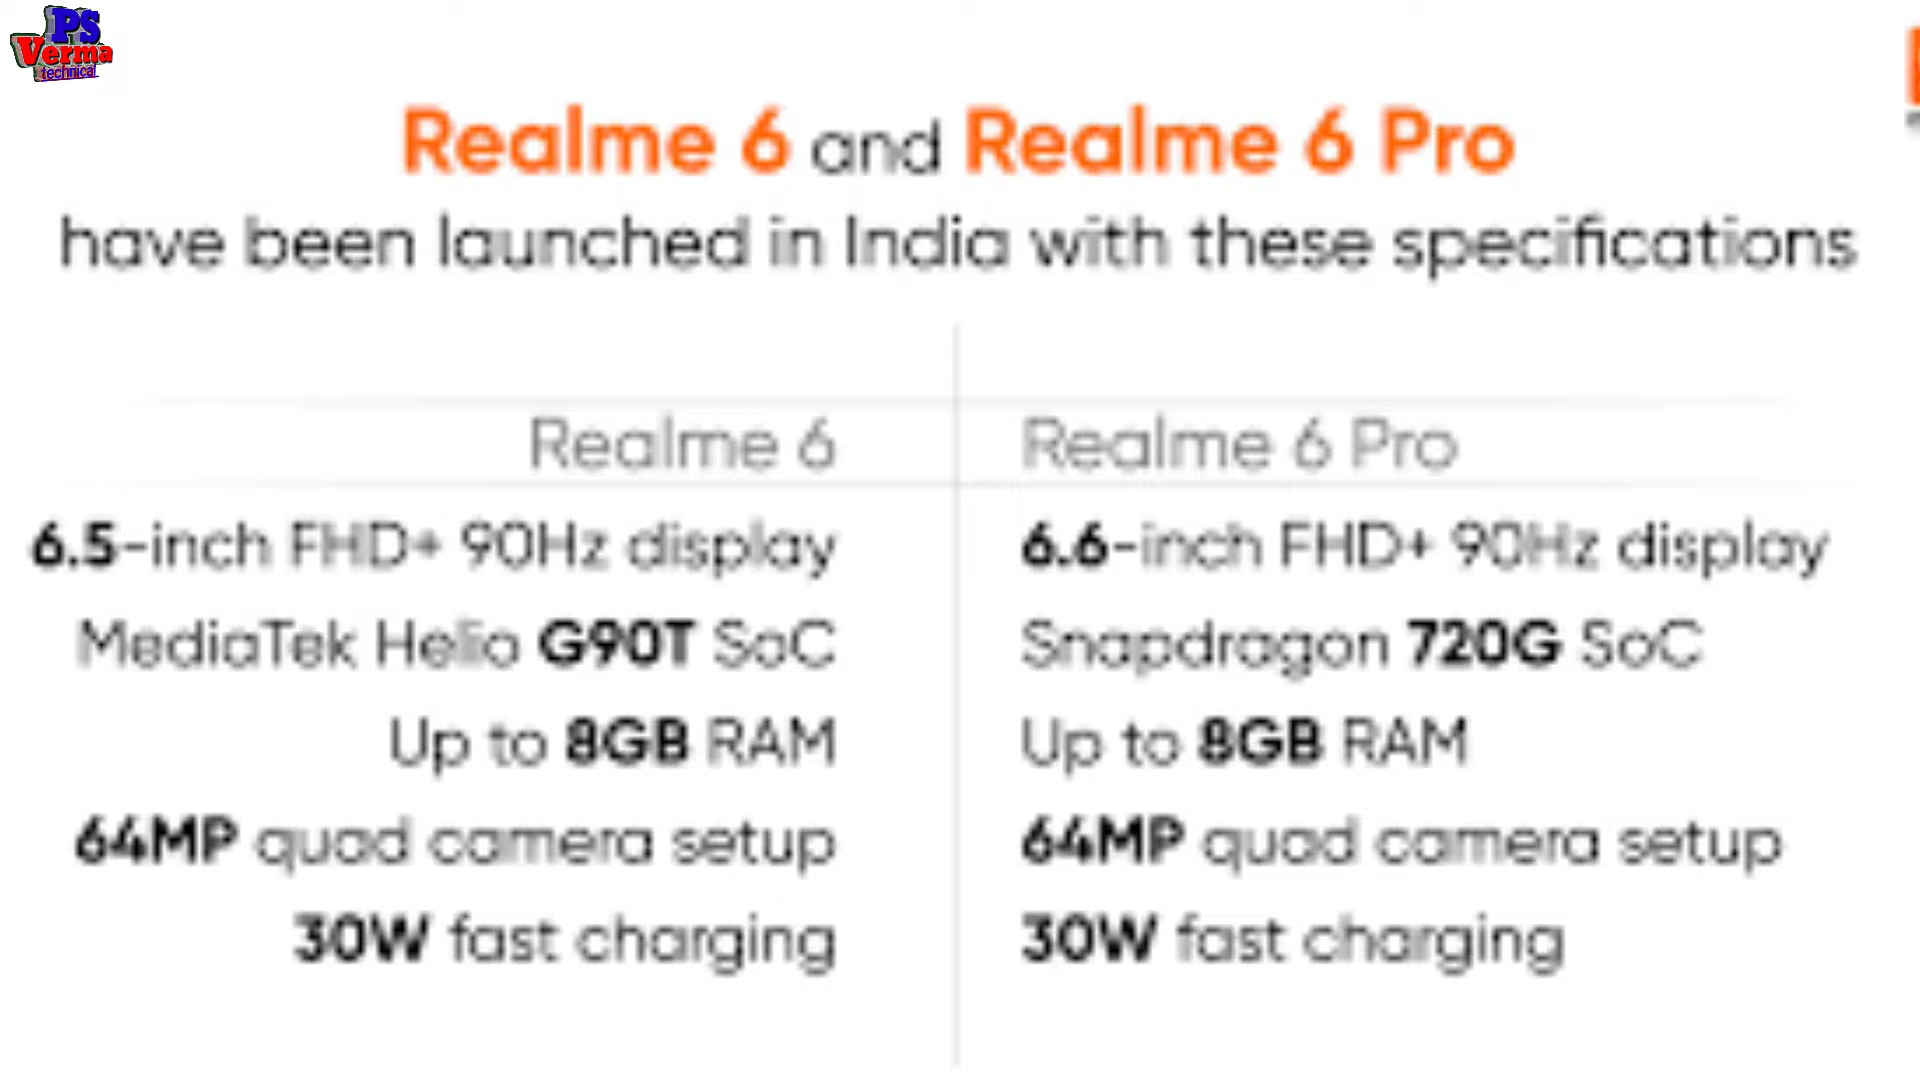 PS
Verma
technical
Realme 6 and Realme 6 Pro
have been launched in India with these specifications
Realme 6
Realme 6 Pro
6.5-inch FHD+ 90Hz display
6.6-inch FHD+ 90Hz display
MediaTek Helio G90T SoC
Snapdragon 720G SoC
Up to 8GB RAM
Up to 8GB RAM
64MP quad camera setup
64MP quad camera setup
30W fast charging
30W fast charging